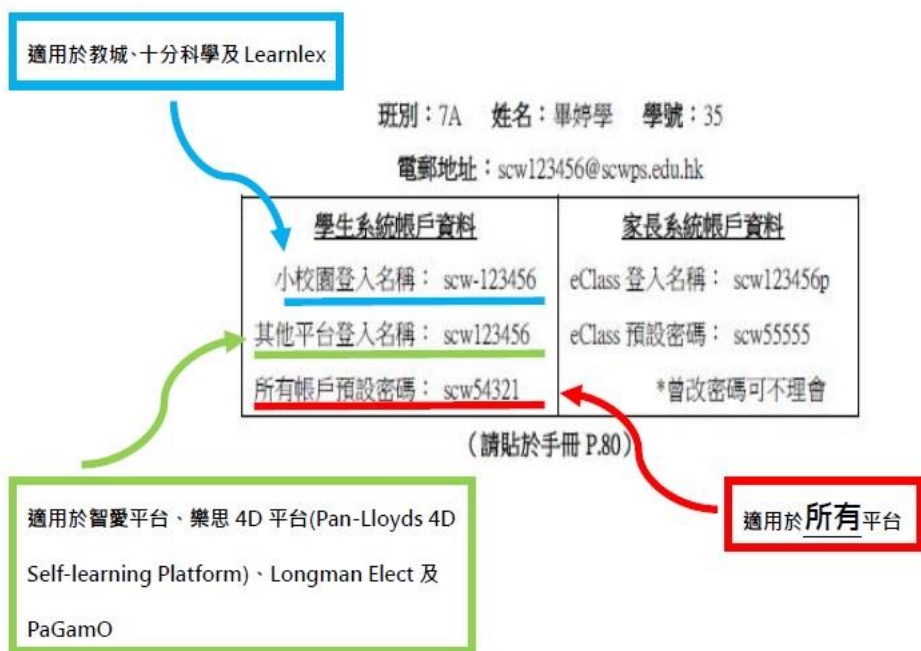 適用於教城、十分科學及 Learnlex
班別：7A 姓名：畢婷學 學號：35
電郵地址：scw123456@scwps.edu.hk
學生系統帳戶資料
小校園登入名稱： scw-123456
其他平台登入名稱： scw123456
所有帳戶預設密碼： scw54321
家長系統帳戶資料
eClass 登入名稱： scw123456p
eClass 預設密碼： scw55555
*曾改密碼可不理會
（請貼於手冊 P.80）
適用於智愛平台、樂思 4D 平台(Pan-Lloyds 4D
Self-learning Platform)、Longman Elect 及
PaGamO
適用於所有平台